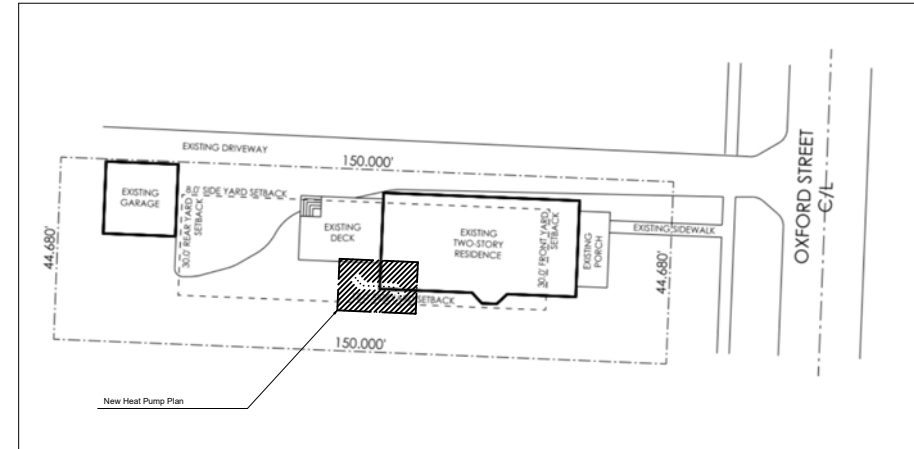 EXISTING DRIVEWAY
150.000'
OXFORD STREET
C/L
EXISTING
GARAGE
8.0' SIDE YARD SETBACK
30.0' REAR YARD
SETBACK
EXISTING
DECK
EXISTING
TWO-STORY
RESIDENCE
30.0' FRONT YARD
SETBACK
EXISTING
PORCH
EXISTING SIDEWALK
44.680'
44.680'
SETBACK
150.000'
New Heat Pump Plan